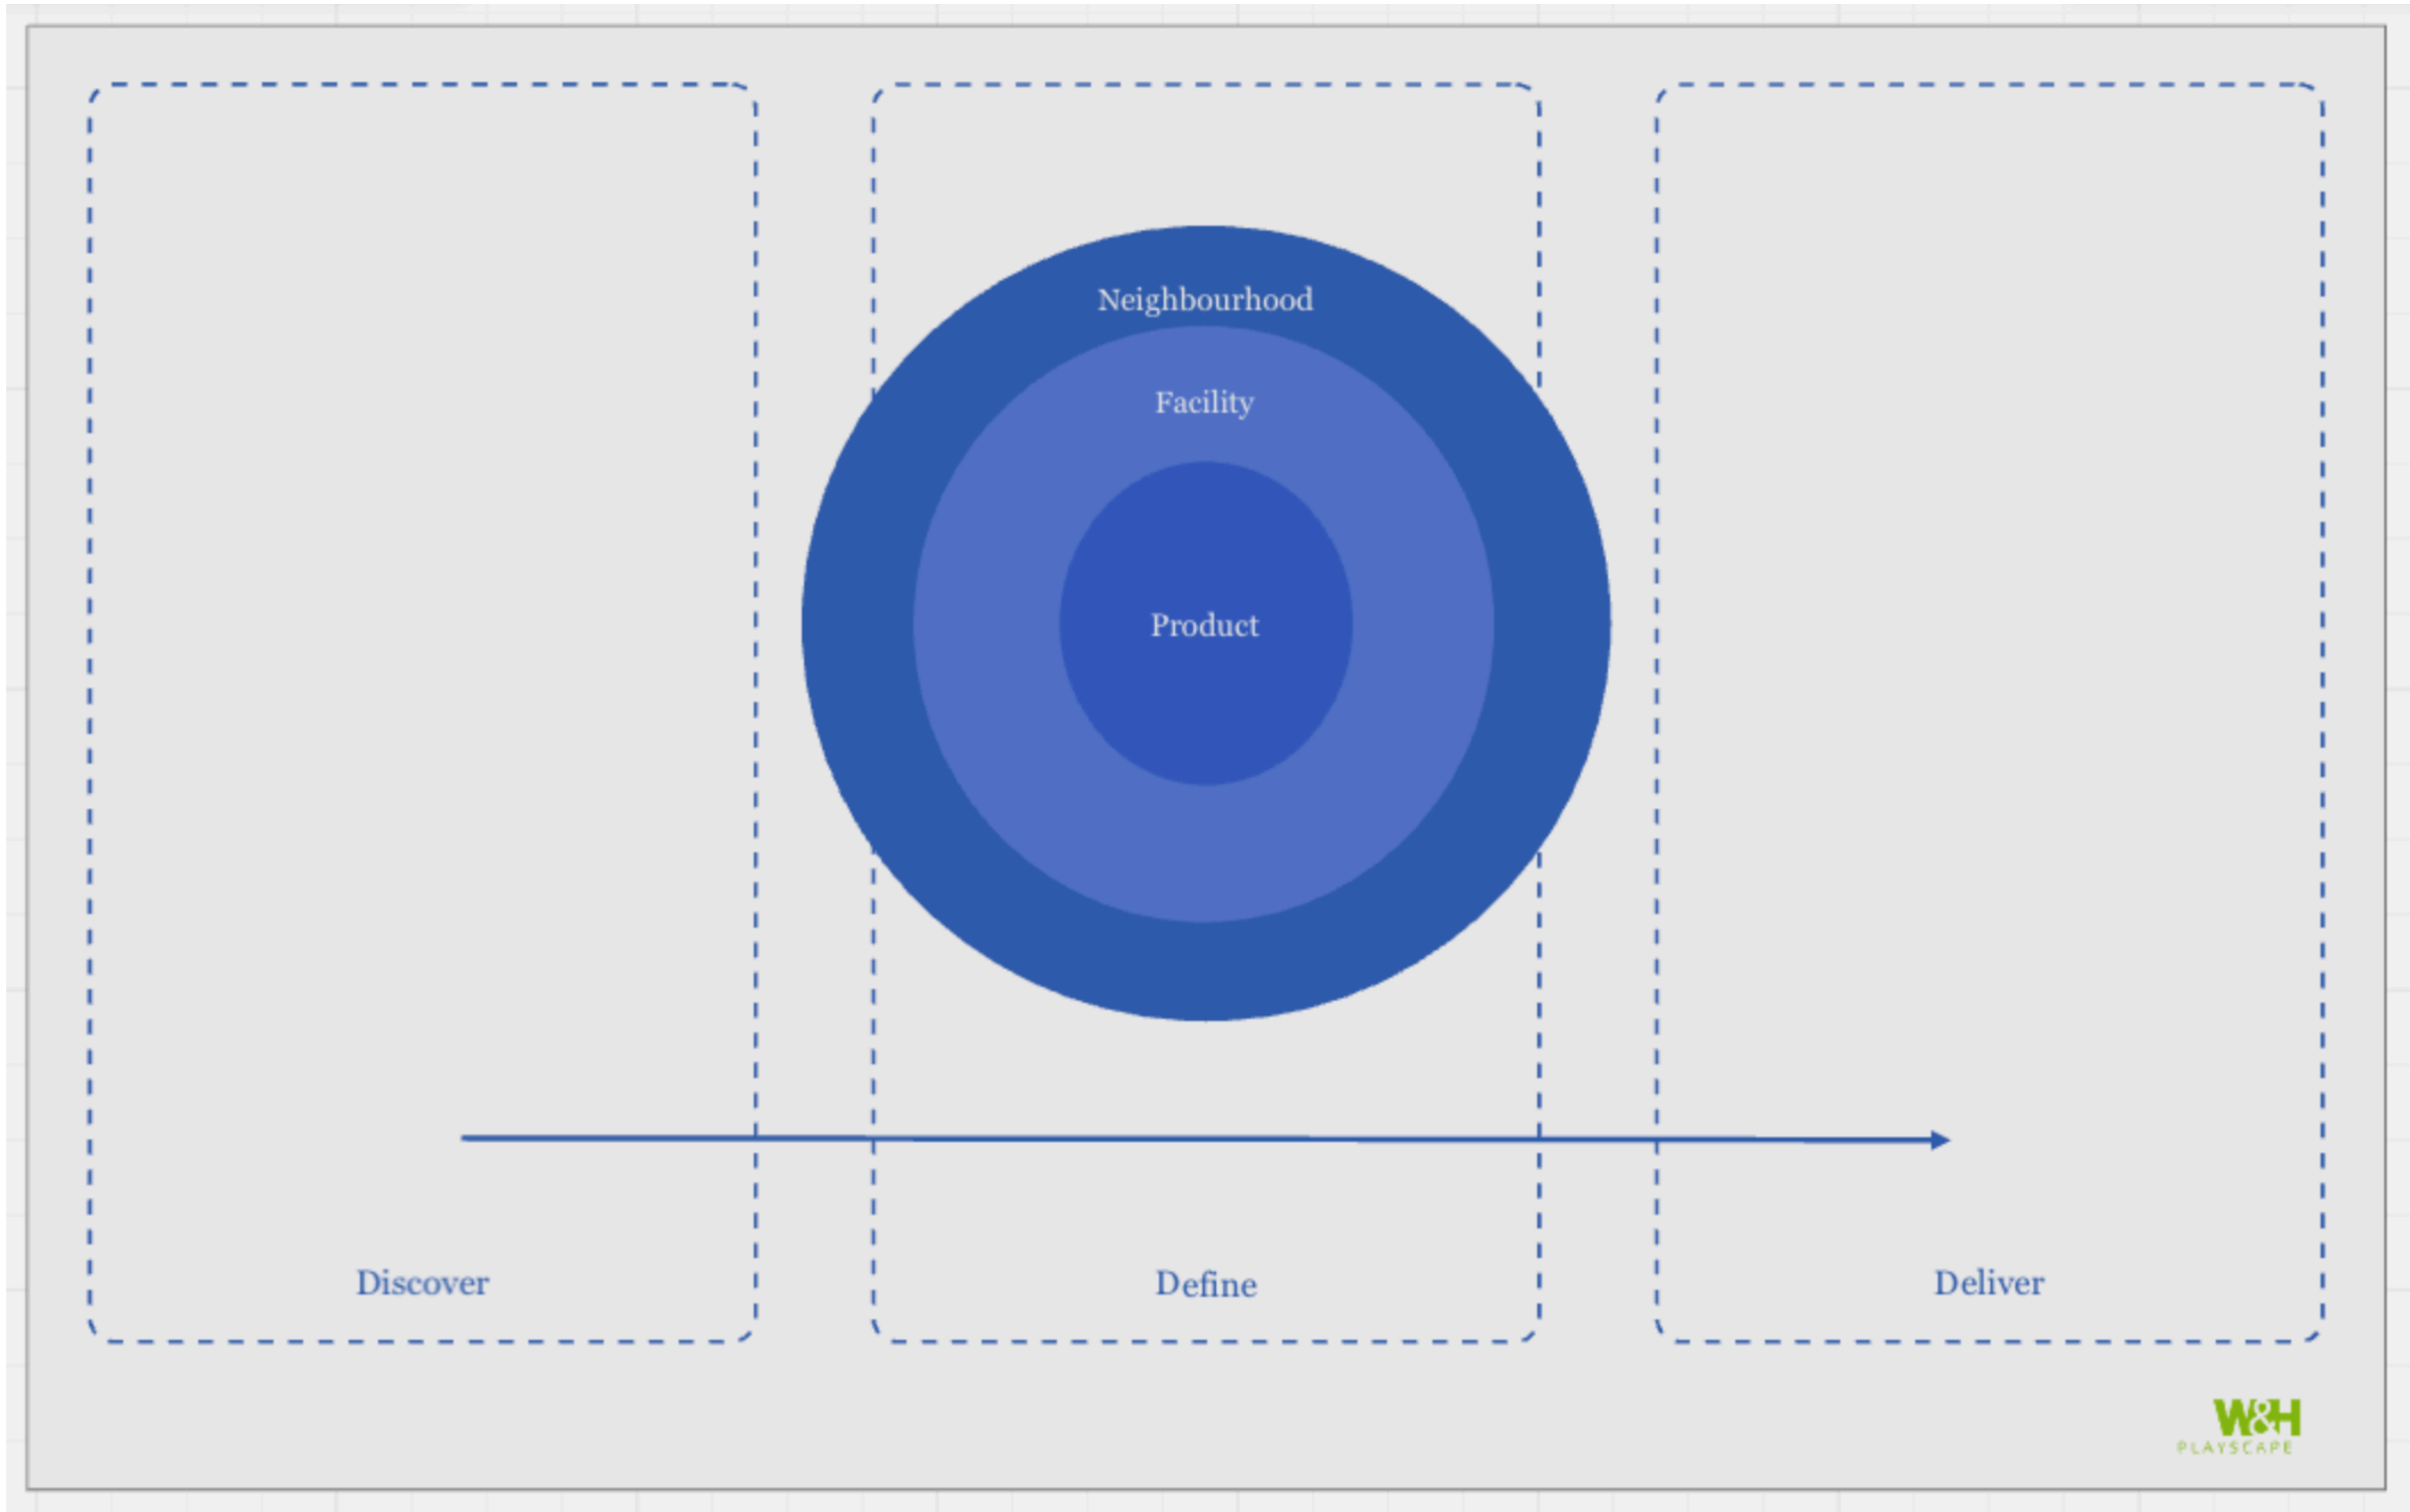 Neighbourhood
Facility
Product
Discover
Define
Deliver
W&H
PLAYSCAPE